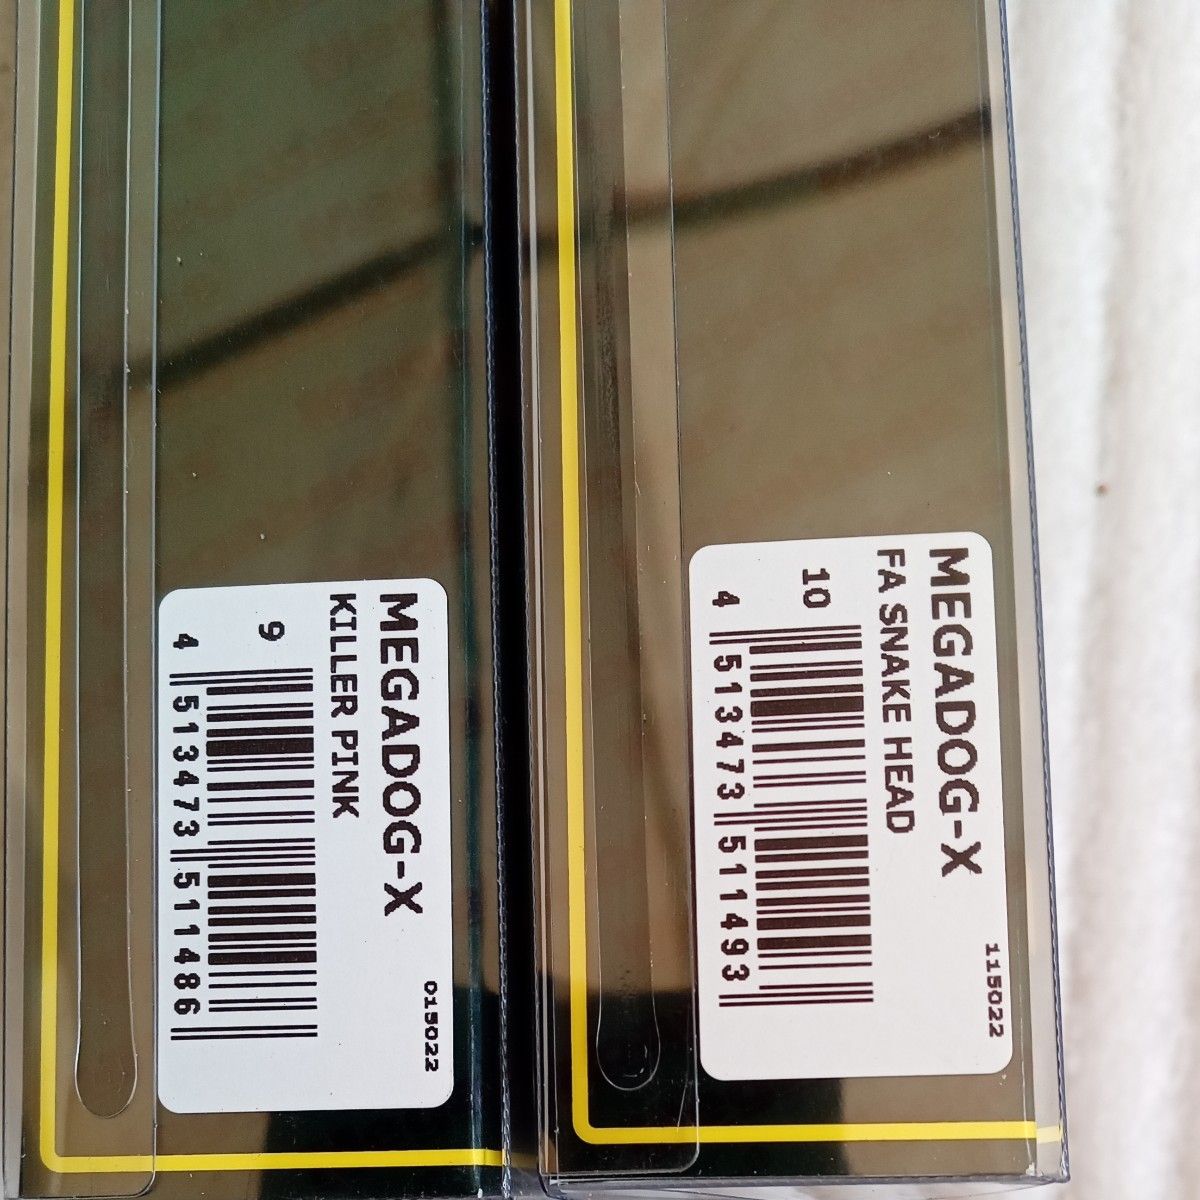 MEGADOG-X
KILLER PINK
9
4 513473 511486
015022
MEGADOG-X
FA SNAKE HEAD
10
4 513473 511493
115022